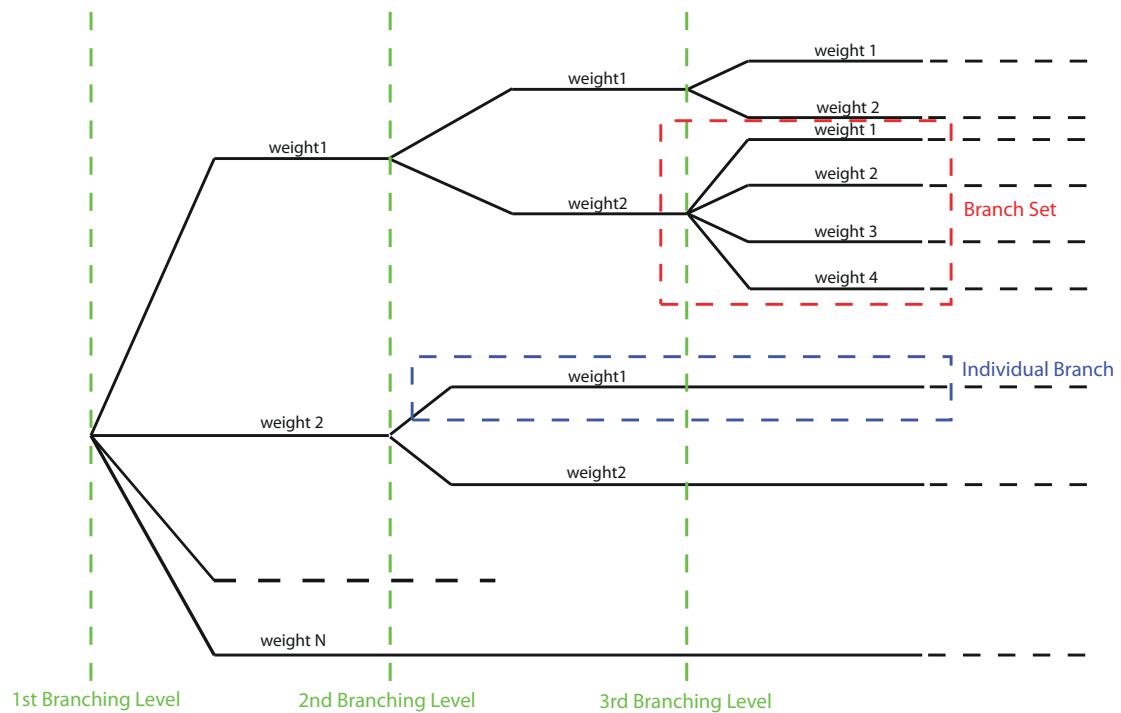 weight 1
weight1
weight 2
weight 1
weight1
weight 2
weight2
Branch Set
weight 3
weight 4
Individual Branch
weight1
weight 2
weight2
weight N
1st Branching Level
2nd Branching Level
3rd Branching Level